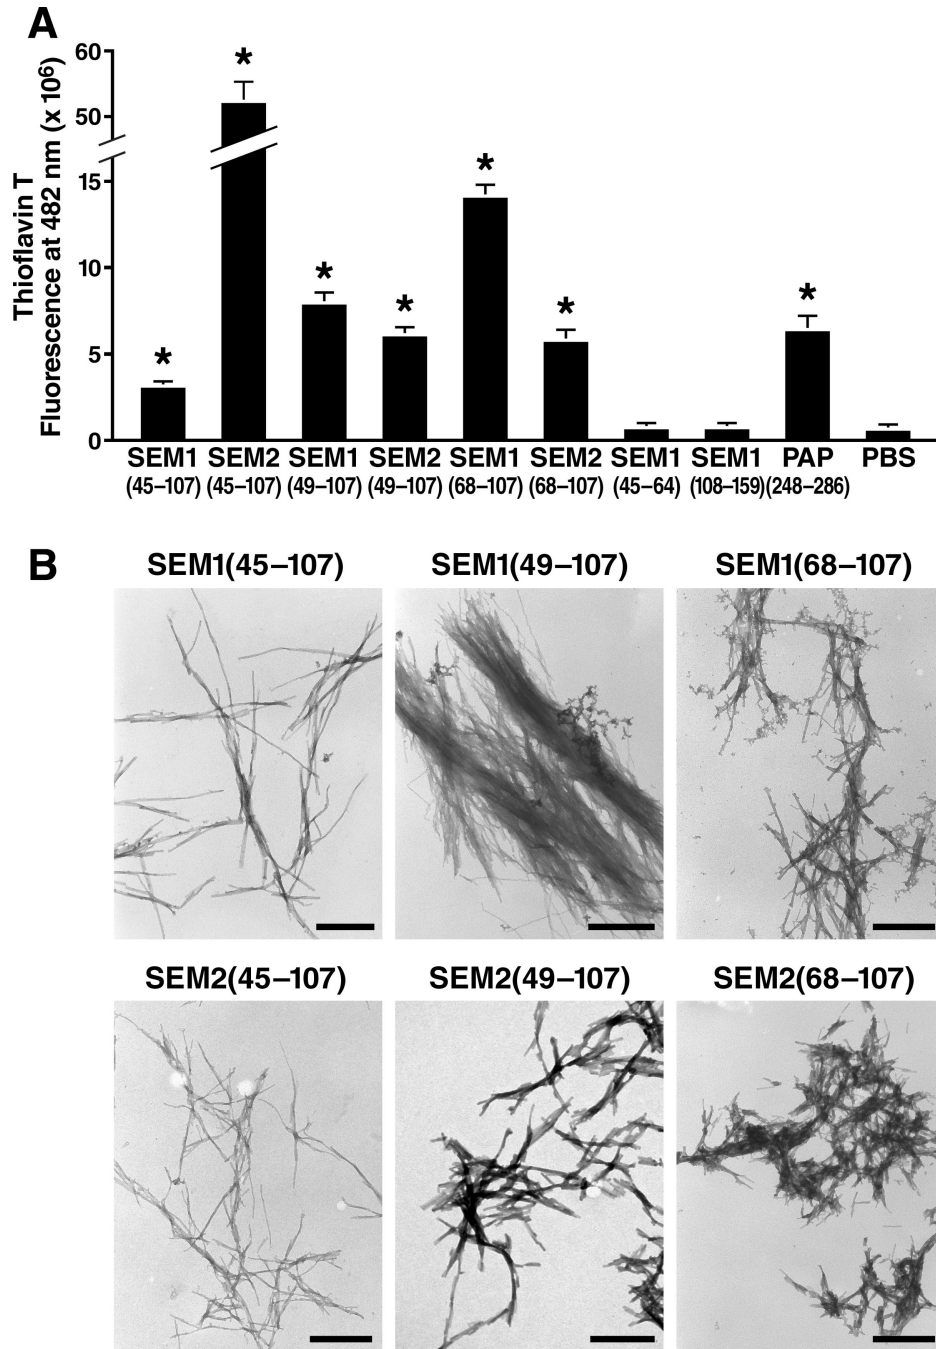 A
Thioflavin T
Fluorescence at 482 nm (x 10⁶)
60
50
15
10
5
0
* * * * * * *
SEM1 SEM2 SEM1 SEM2 SEM1 SEM2 SEM1 SEM1 PAP PBS
(45–107) (45–107) (49–107) (49–107) (68–107) (68–107) (45–64) (108–159) (248–286)
B
SEM1(45–107) SEM1(49–107) SEM1(68–107)
SEM2(45–107) SEM2(49–107) SEM2(68–107)